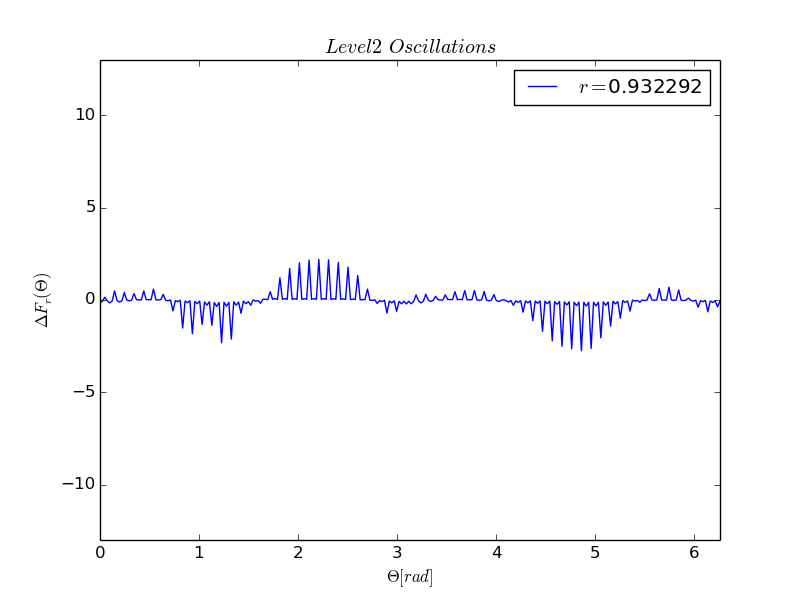 Level2 Oscillations
r=0.932292
10
5
0
−5
−10
ΔF_r(Θ)
0 1 2 3 4 5 6
Θ[rad]